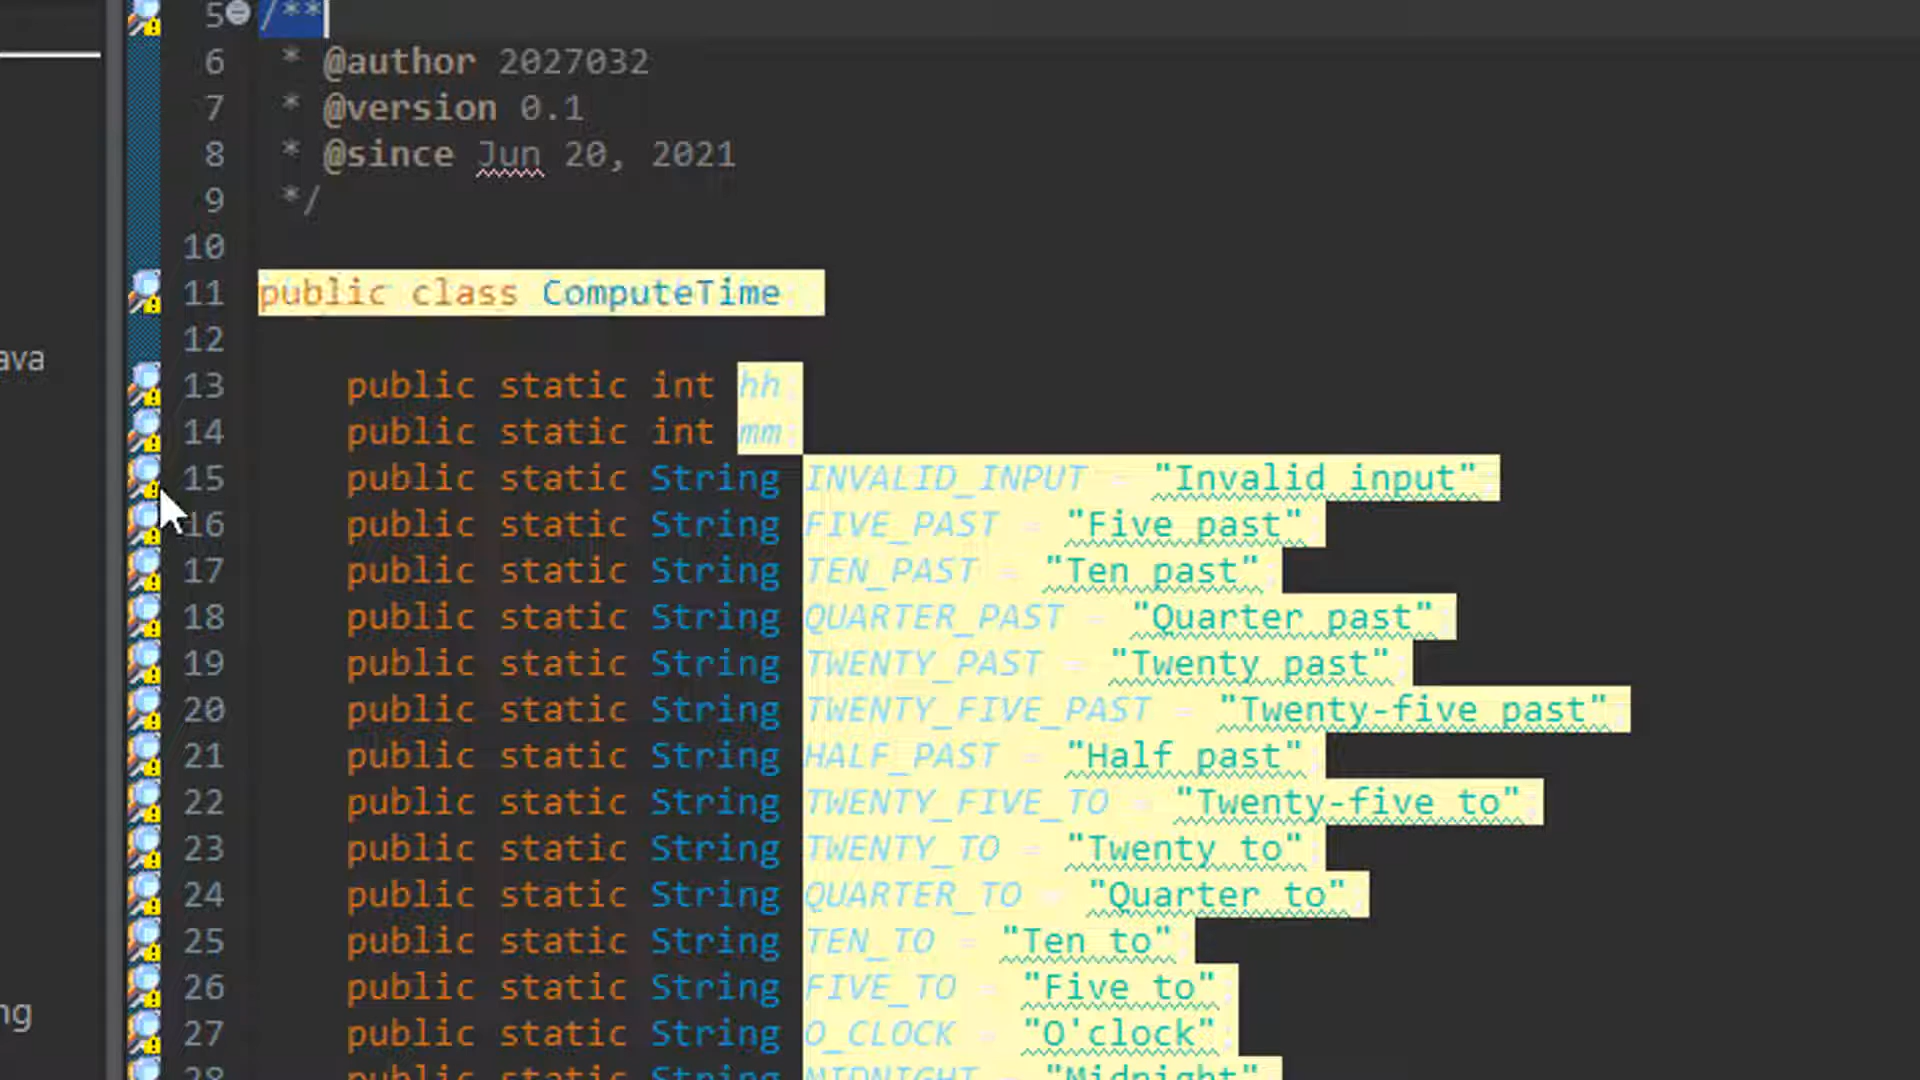 5 /**
6 * @author 2027032
7 * @version 0.1
8 * @since Jun 20, 2021
9 */
10
11 public class ComputeTime
12
ava
13 public static int hh
14 public static int mm
15 public static String INVALID_INPUT = "Invalid input"
16 public static String FIVE_PAST = "Five past"
17 public static String TEN_PAST = "Ten past"
18 public static String QUARTER_PAST = "Quarter past"
19 public static String TWENTY_PAST = "Twenty past"
20 public static String TWENTY_FIVE_PAST = "Twenty-five past"
21 public static String HALF_PAST = "Half past"
22 public static String TWENTY_FIVE_TO = "Twenty-five to"
23 public static String TWENTY_TO = "Twenty to"
24 public static String QUARTER_TO = "Quarter to"
25 public static String TEN_TO = "Ten to"
26 public static String FIVE_TO = "Five to"
ng
27 public static String O_CLOCK = "O'clock"
28 public static String MIDNIGHT = "Midnight"